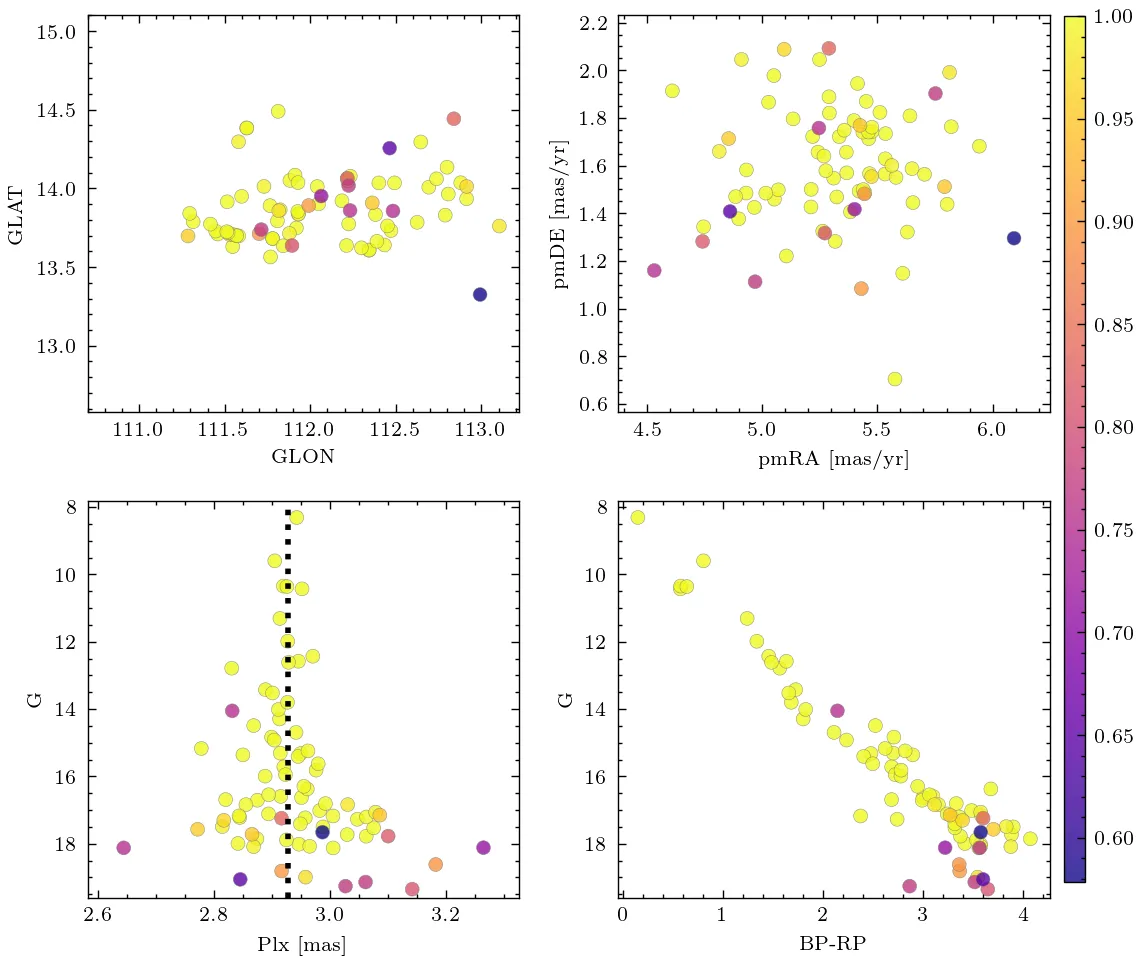 15.0
14.5
14.0
13.5
13.0
GLAT
111.0 111.5 112.0 112.5 113.0
GLON
2.2
2.0
1.8
1.6
1.4
1.2
1.0
0.8
0.6
pmDE [mas/yr]
4.5 5.0 5.5 6.0
pmRA [mas/yr]
8
10
12
14
16
18
G
2.6 2.8 3.0 3.2
Plx [mas]
8
10
12
14
16
18
G
0 1 2 3 4
BP-RP
1.00
0.95
0.90
0.85
0.80
0.75
0.70
0.65
0.60